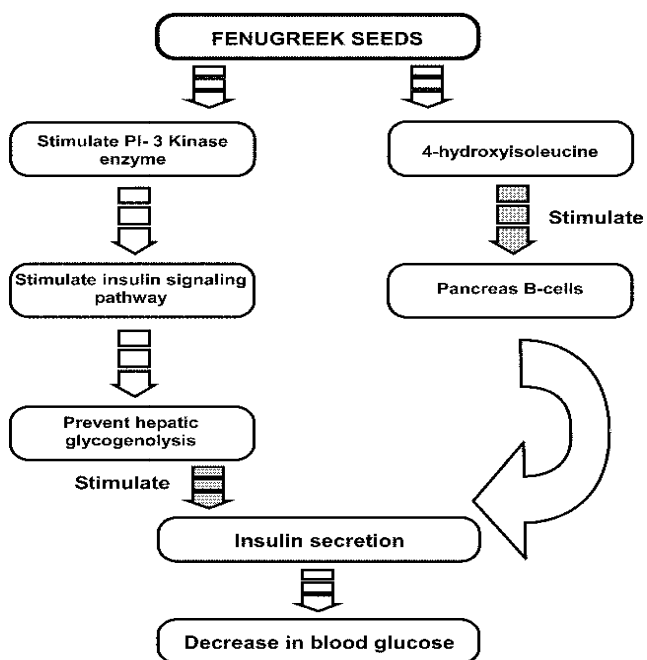 FENUGREEK SEEDS
Stimulate PI- 3 Kinase
enzyme
4-hydroxyisoleucine
Stimulate
Stimulate insulin signaling
pathway
Pancreas B-cells
Prevent hepatic
glycogenolysis
Stimulate
Insulin secretion
Decrease in blood glucose